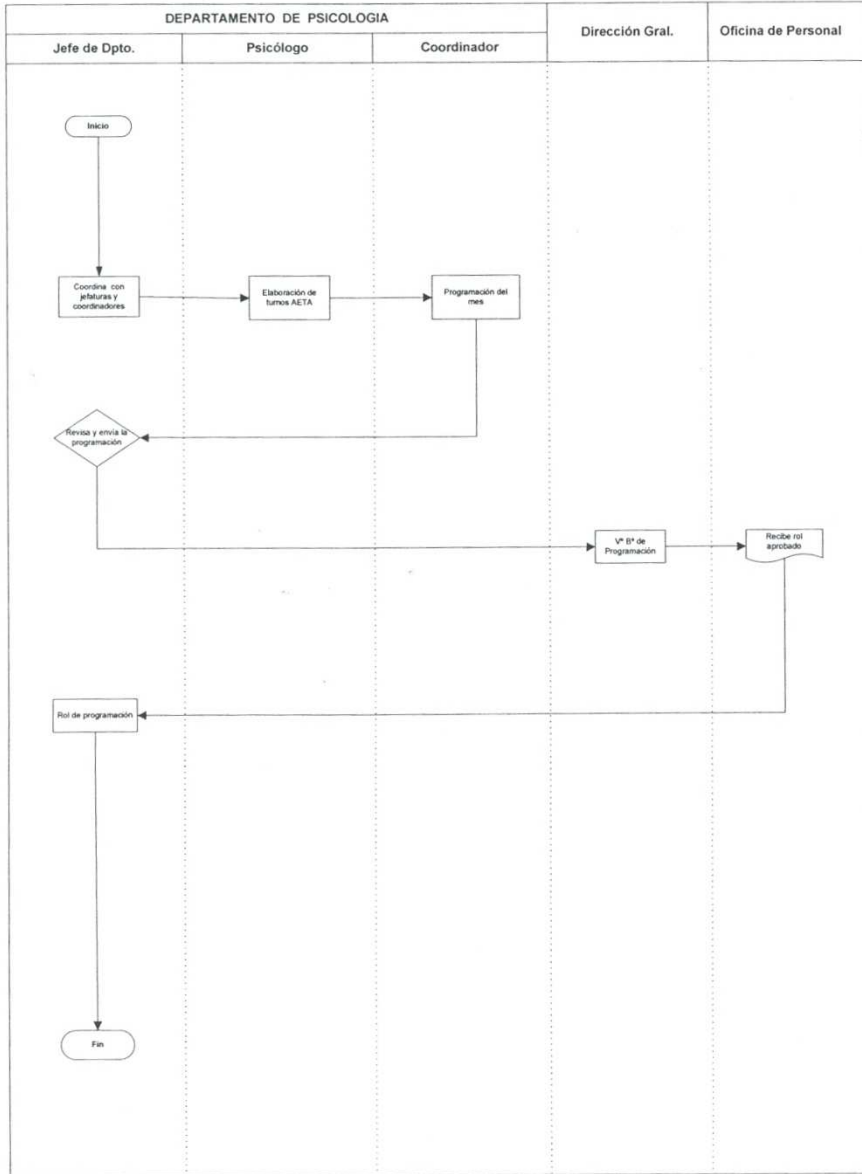 DEPARTAMENTO DE PSICOLOGIA
Dirección Gral.
Oficina de Personal
Jefe de Dpto.
Psicólogo
Coordinador
Inicio
Coordina con
jefaturas y
coordinadores
Elaboración de
turnos AETA
Programación del
mes
Revisa y envía la
programación
V° B° de
Programación
Recibe rol
aprobado
Rol de programación
Fin